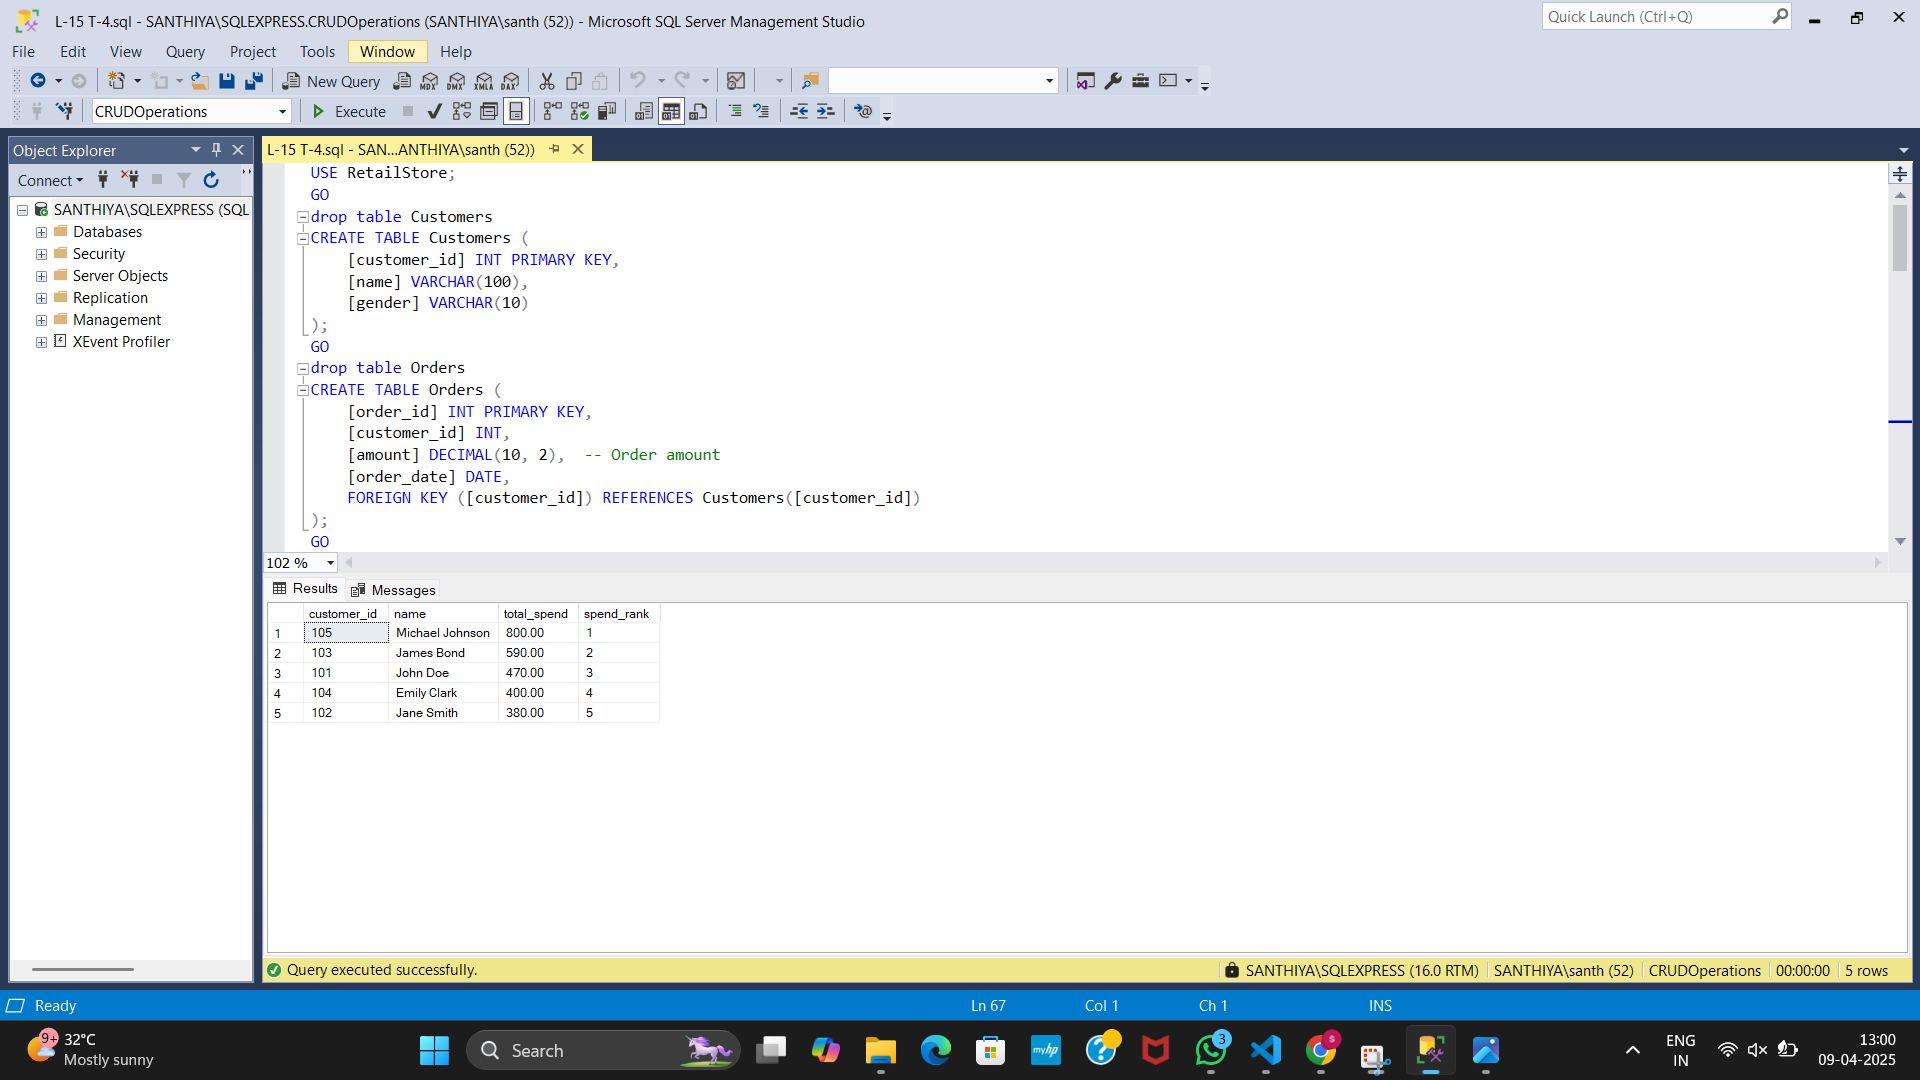 L-15 T-4.sql - SANTHIYA\SQLEXPRESS.CRUDOperations (SANTHIYA\santh (52)) - Microsoft SQL Server Management Studio
Quick Launch (Ctrl+Q)
File Edit View Query Project Tools Window Help
New Query MDX DMX XMLA DAX
CRUDOperations Execute
Object Explorer
L-15 T-4.sql - SAN...ANTHIYA\santh (52))
Connect
SANTHIYA\SQLEXPRESS (SQL
Databases
Security
Server Objects
Replication
Management
XEvent Profiler
USE RetailStore;
GO
drop table Customers
CREATE TABLE Customers (
[customer_id] INT PRIMARY KEY,
[name] VARCHAR(100),
[gender] VARCHAR(10)
);
GO
drop table Orders
CREATE TABLE Orders (
[order_id] INT PRIMARY KEY,
[customer_id] INT,
[amount] DECIMAL(10, 2), -- Order amount
[order_date] DATE,
FOREIGN KEY ([customer_id]) REFERENCES Customers([customer_id])
);
GO
102 %
Results Messages
customer_id name total_spend spend_rank
1 105 Michael Johnson 800.00 1
2 103 James Bond 590.00 2
3 101 John Doe 470.00 3
4 104 Emily Clark 400.00 4
5 102 Jane Smith 380.00 5
Query executed successfully. SANTHIYA\SQLEXPRESS (16.0 RTM) SANTHIYA\santh (52) CRUDOperations 00:00:00 5 rows
Ready Ln 67 Col 1 Ch 1 INS
9+ 32°C
Mostly sunny
Search
myhp
3
ENG
IN
13:00
09-04-2025